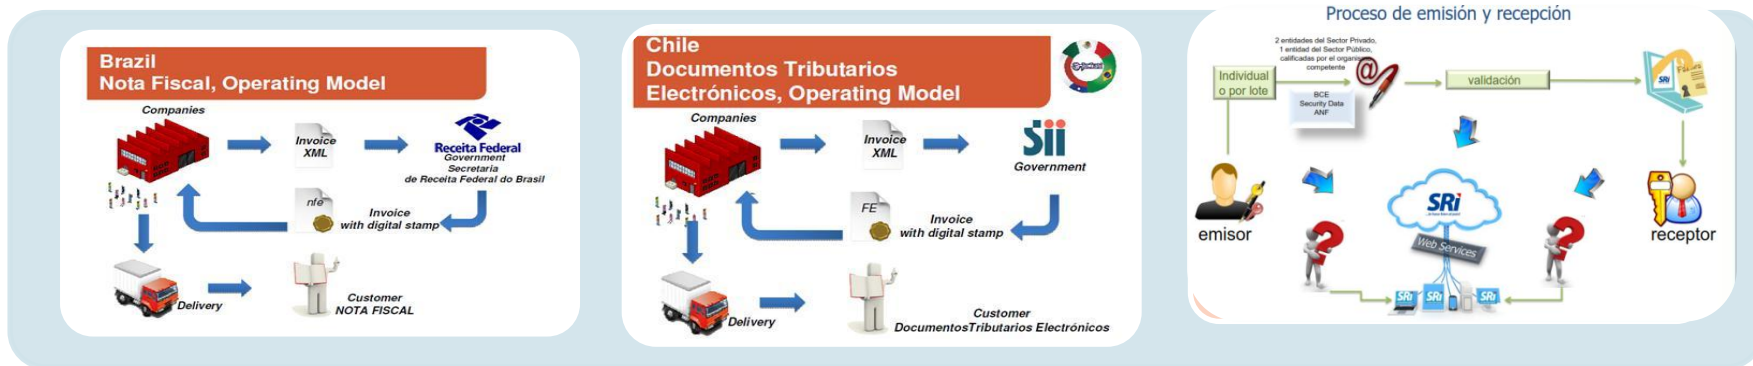 Brazil
Nota Fiscal, Operating Model
Companies
Invoice
XML
Receita Federal
Government
Secretaria
de Receita Federal do Brasil
nfe
Invoice
with digital stamp
Delivery
Customer
NOTA FISCAL
Chile
Documentos Tributarios
Electrónicos, Operating Model
Companies
Invoice
XML
Sii
Government
FE
Invoice
with digital stamp
Delivery
Customer
DocumentosTributarios Electrónicos
Proceso de emisión y recepción
2 entidades del Sector Privado,
1 entidad del Sector Público,
calificadas por el organismo
competente
Individual
o por lote
BCE
Security Data
ANF
validación
SRi
emisor
SRi
Web Services
receptor
SRi
SRi
SRi